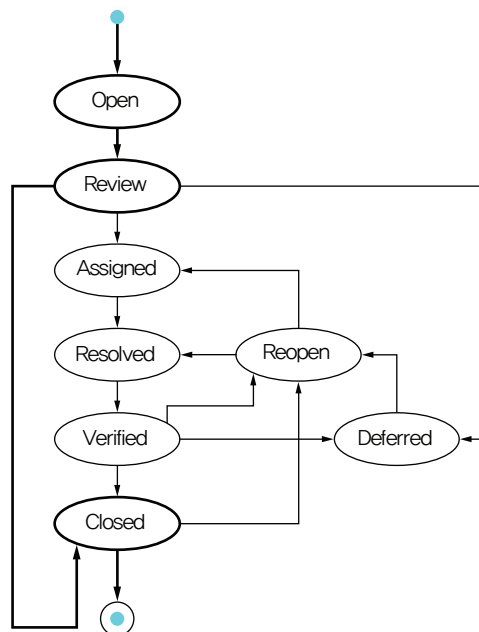 Open
Review
Assigned
Resolved
Reopen
Verified
Deferred
Closed